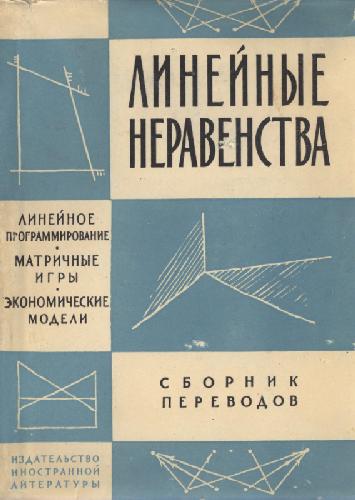 ЛИНЕЙНЫЕ
НЕРАВЕНСТВА
ЛИНЕЙНОЕ
ПРОГРАММИРОВАНИЕ
•
МАТРИЧНЫЕ
ИГРЫ
•
ЭКОНОМИЧЕСКИЕ
МОДЕЛИ
СБОРНИК
ПЕРЕВОДОВ
ИЗДАТЕЛЬСТВО
ИНОСТРАННОЙ
ЛИТЕРАТУРЫ